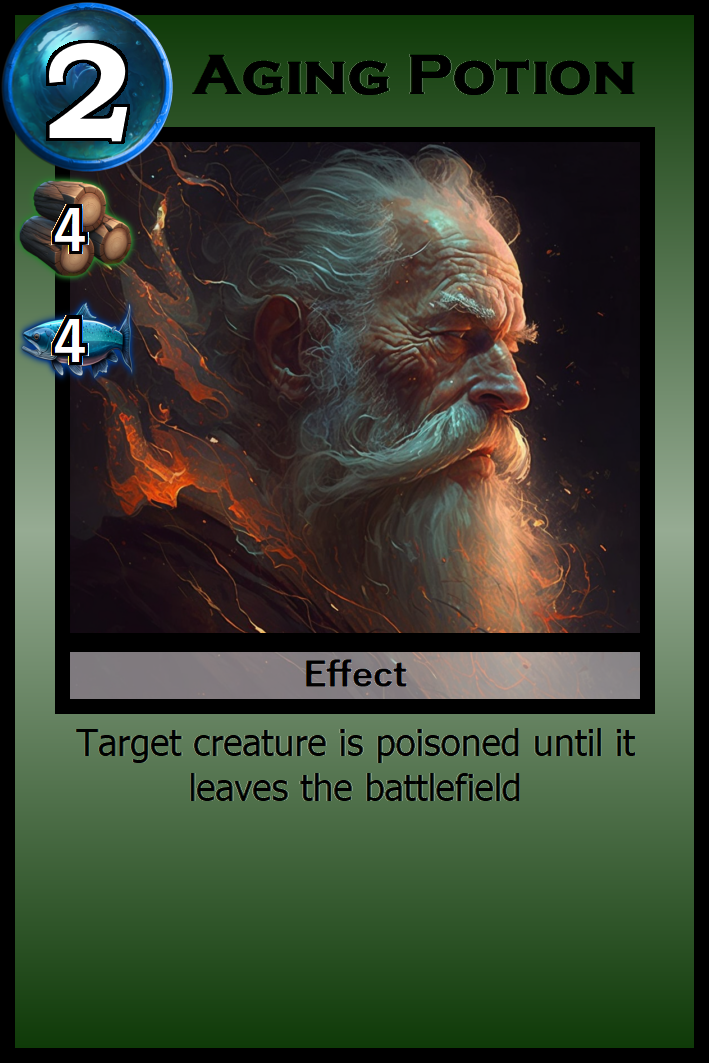 2
Aging Potion
4
4
Effect
Target creature is poisoned until it
leaves the battlefield